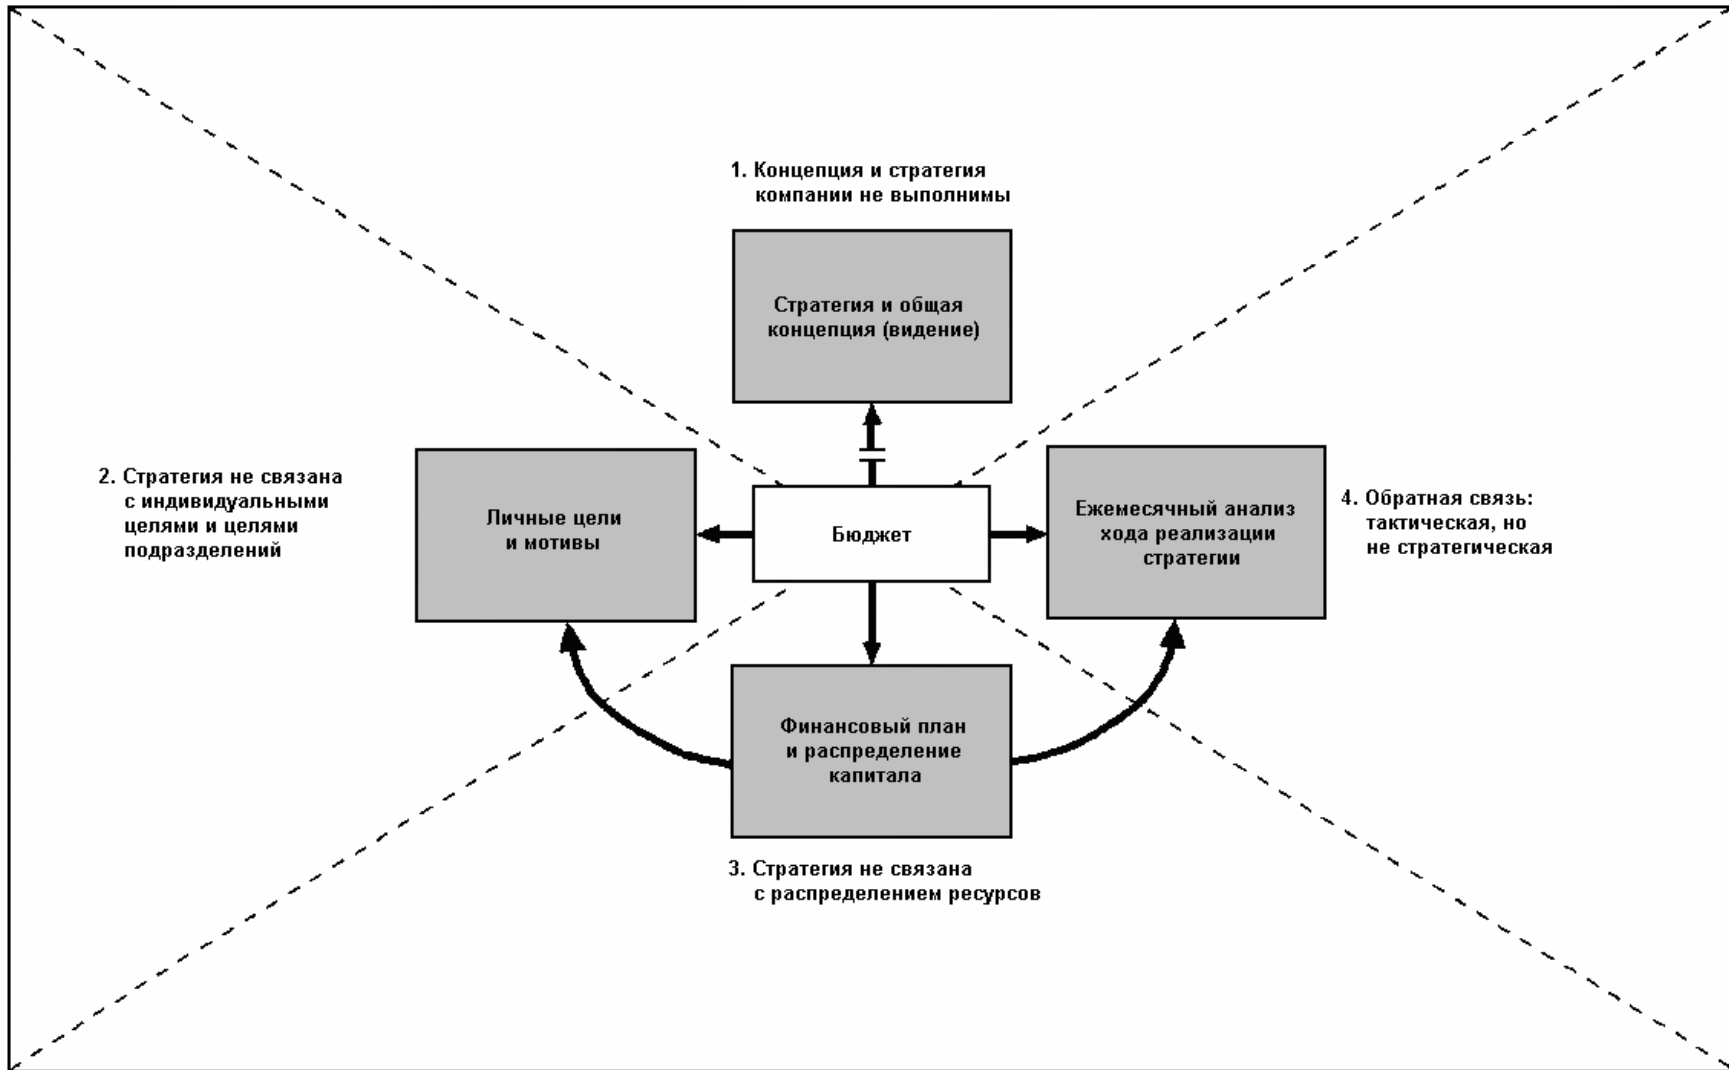 1. Концепция и стратегия
компании не выполнимы
Стратегия и общая
концепция (видение)
2. Стратегия не связана
с индивидуальными
целями и целями
подразделений
Личные цели
и мотивы
Бюджет
Ежемесячный анализ
хода реализации
стратегии
4. Обратная связь:
тактическая, но
не стратегическая
Финансовый план
и распределение
капитала
3. Стратегия не связана
с распределением ресурсов